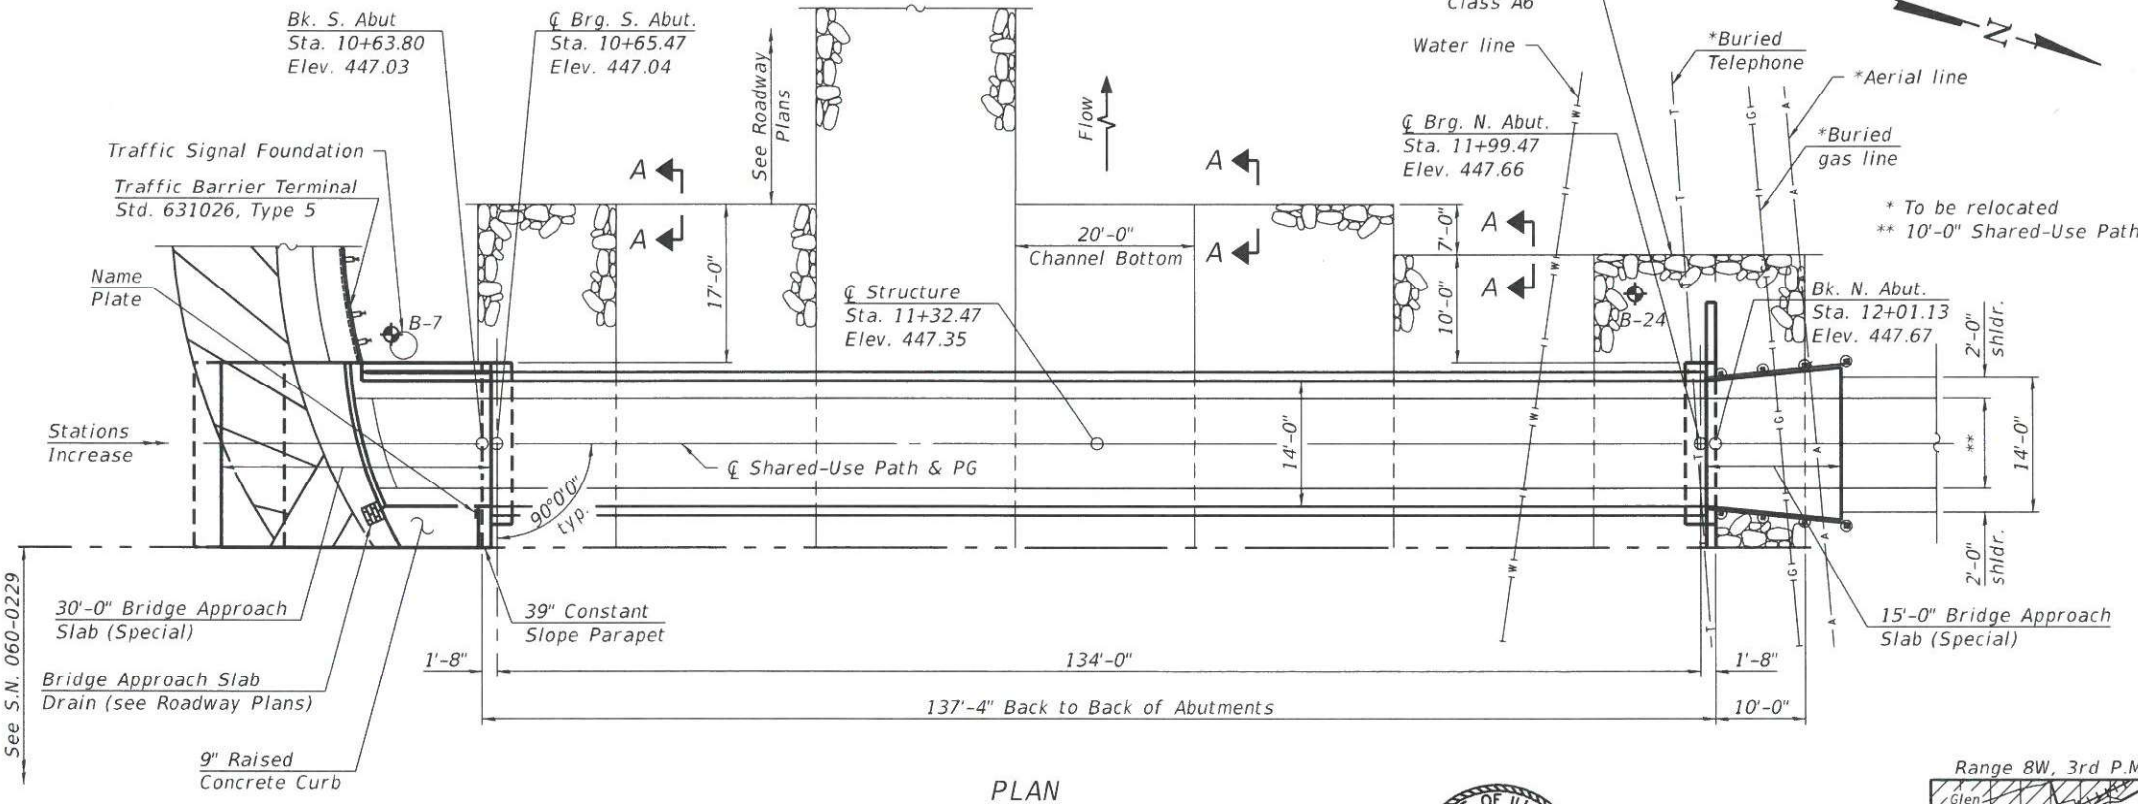 Bk. S. Abut
Sta. 10+63.80
Elev. 447.03
℄ Brg. S. Abut.
Sta. 10+65.47
Elev. 447.04
See Roadway
Plans
Flow
Class A6
Water line
*Buried
Telephone
*Aerial line
*Buried
gas line
N
℄ Brg. N. Abut.
Sta. 11+99.47
Elev. 447.66
* To be relocated
** 10'-0" Shared-Use Path
Traffic Signal Foundation
Traffic Barrier Terminal
Std. 631026, Type 5
Name
Plate
B-7
A
A
A
A
A
A
17'-0"
20'-0"
Channel Bottom
7'-0"
10'-0"
℄ Structure
Sta. 11+32.47
Elev. 447.35
B-24
Bk. N. Abut.
Sta. 12+01.13
Elev. 447.67
2'-0"
shldr.
W
W
W
W
T
T
T
T
G
G
G
G
A
A
A
A
Stations
Increase
℄ Shared-Use Path & PG
90°0'0"
typ.
14'-0"
**
14'-0"
2'-0"
shldr.
See S.N. 060-0229
30'-0" Bridge Approach
Slab (Special)
39" Constant
Slope Parapet
15'-0" Bridge Approach
Slab (Special)
Bridge Approach Slab
Drain (see Roadway Plans)
1'-8"
134'-0"
1'-8"
137'-4" Back to Back of Abutments
10'-0"
9" Raised
Concrete Curb
PLAN
OF
Range 8W, 3rd P.M
Glen